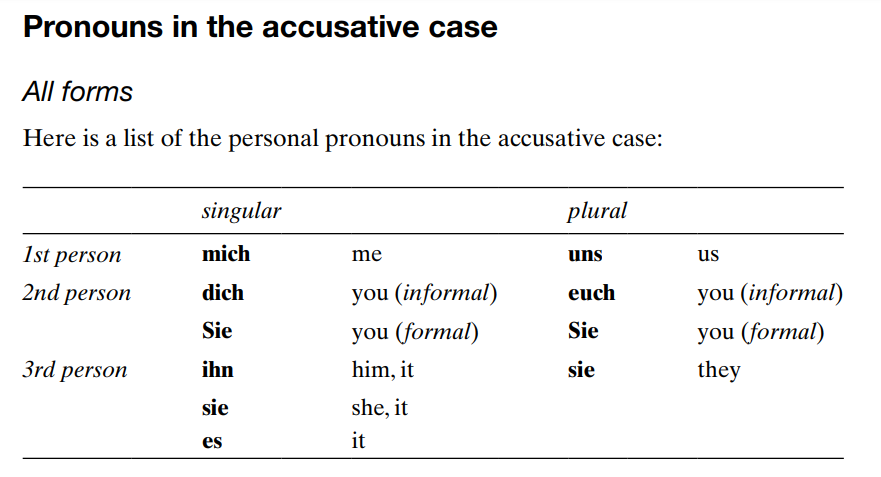 Pronouns in the accusative case
All forms
Here is a list of the personal pronouns in the accusative case:
singular plural
1st person mich me uns us
2nd person dich you (informal) euch you (informal)
Sie you (formal) Sie you (formal)
3rd person ihn him, it sie they
sie she, it
es it